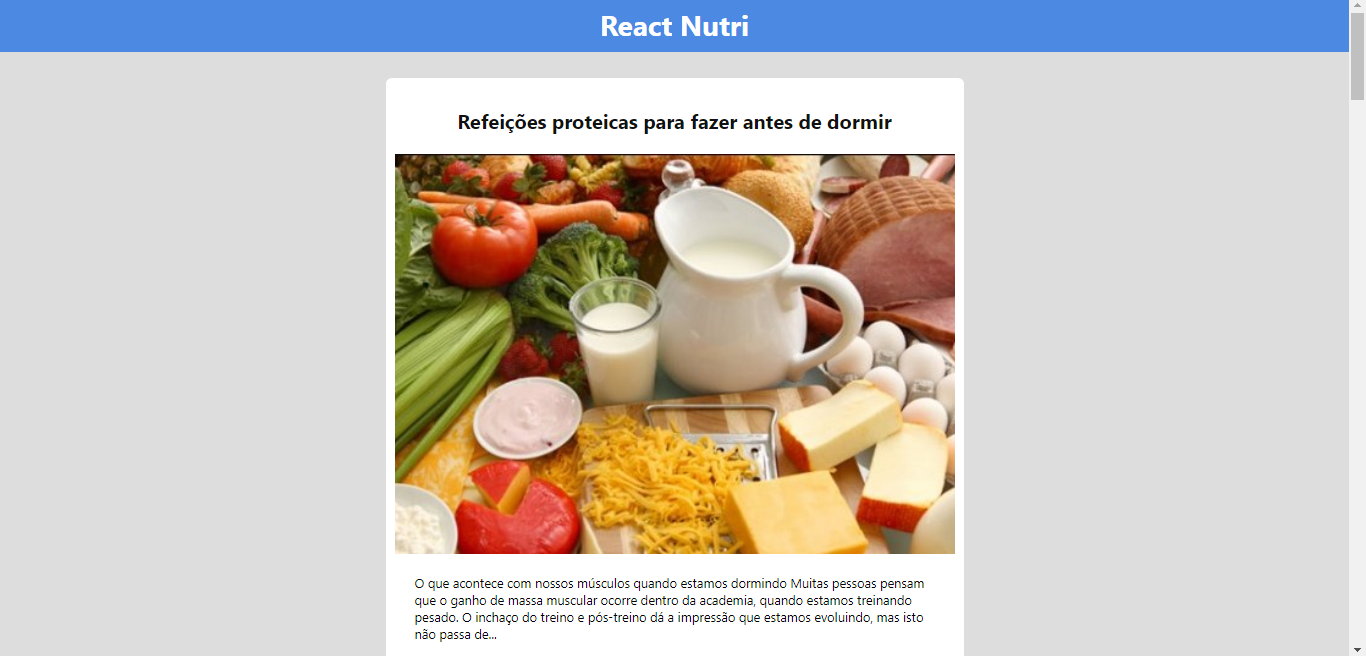 React Nutri
Refeições proteicas para fazer antes de dormir
O que acontece com nossos músculos quando estamos dormindo Muitas pessoas pensam
que o ganho de massa muscular ocorre dentro da academia, quando estamos treinando
pesado. O inchaço do treino e pós-treino dá a impressão que estamos evoluindo, mas isto
não passa de...